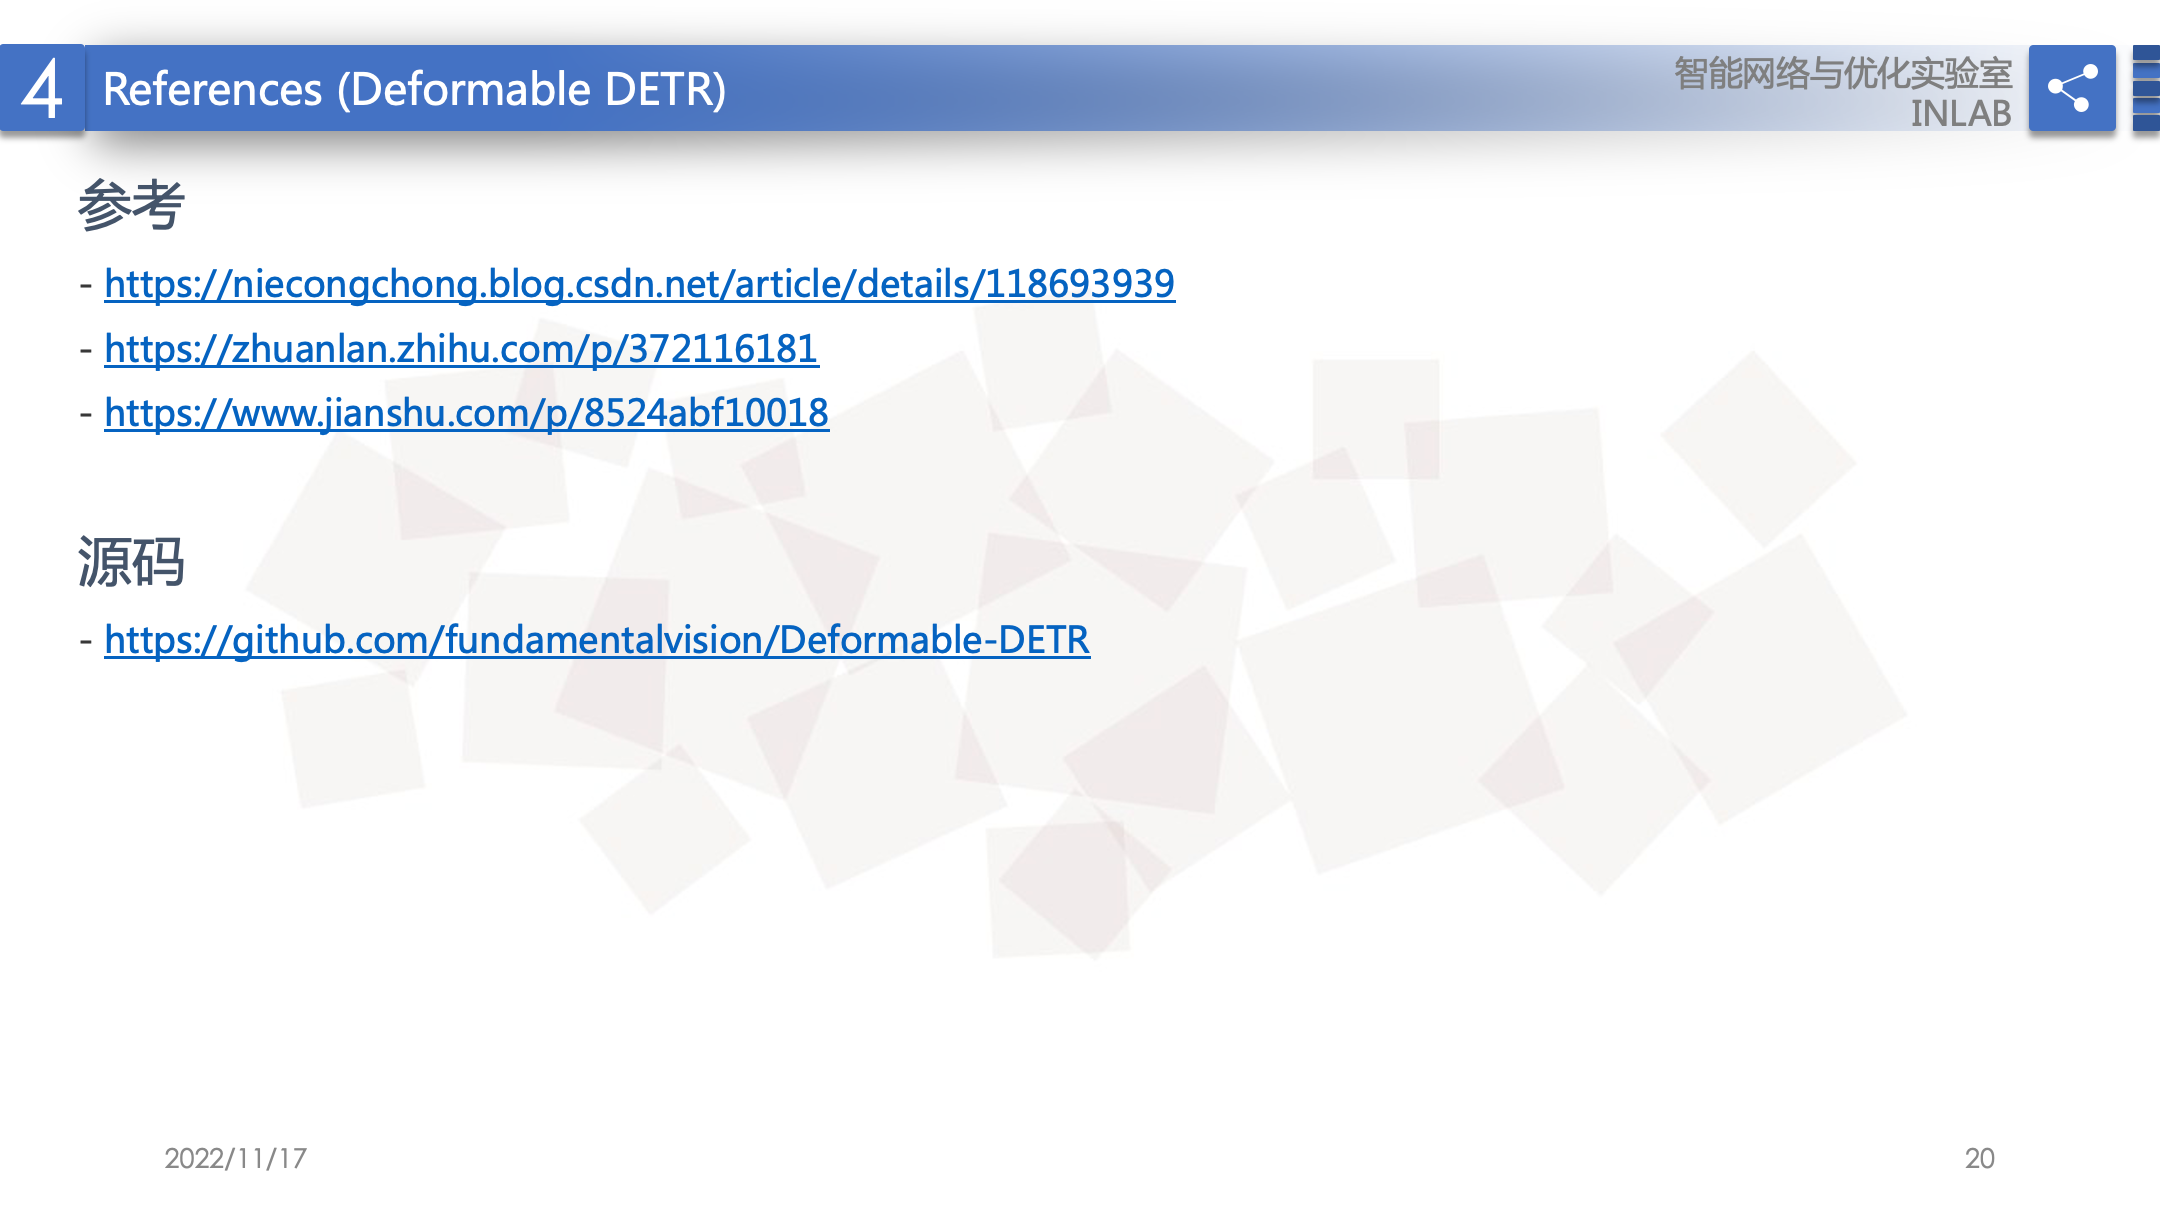 4
References (Deformable DETR)
智能网络与优化实验室
INLAB
参考
- https://niecongchong.blog.csdn.net/article/details/118693939
- https://zhuanlan.zhihu.com/p/372116181
- https://www.jianshu.com/p/8524abf10018
源码
- https://github.com/fundamentalvision/Deformable-DETR
2022/11/17
20